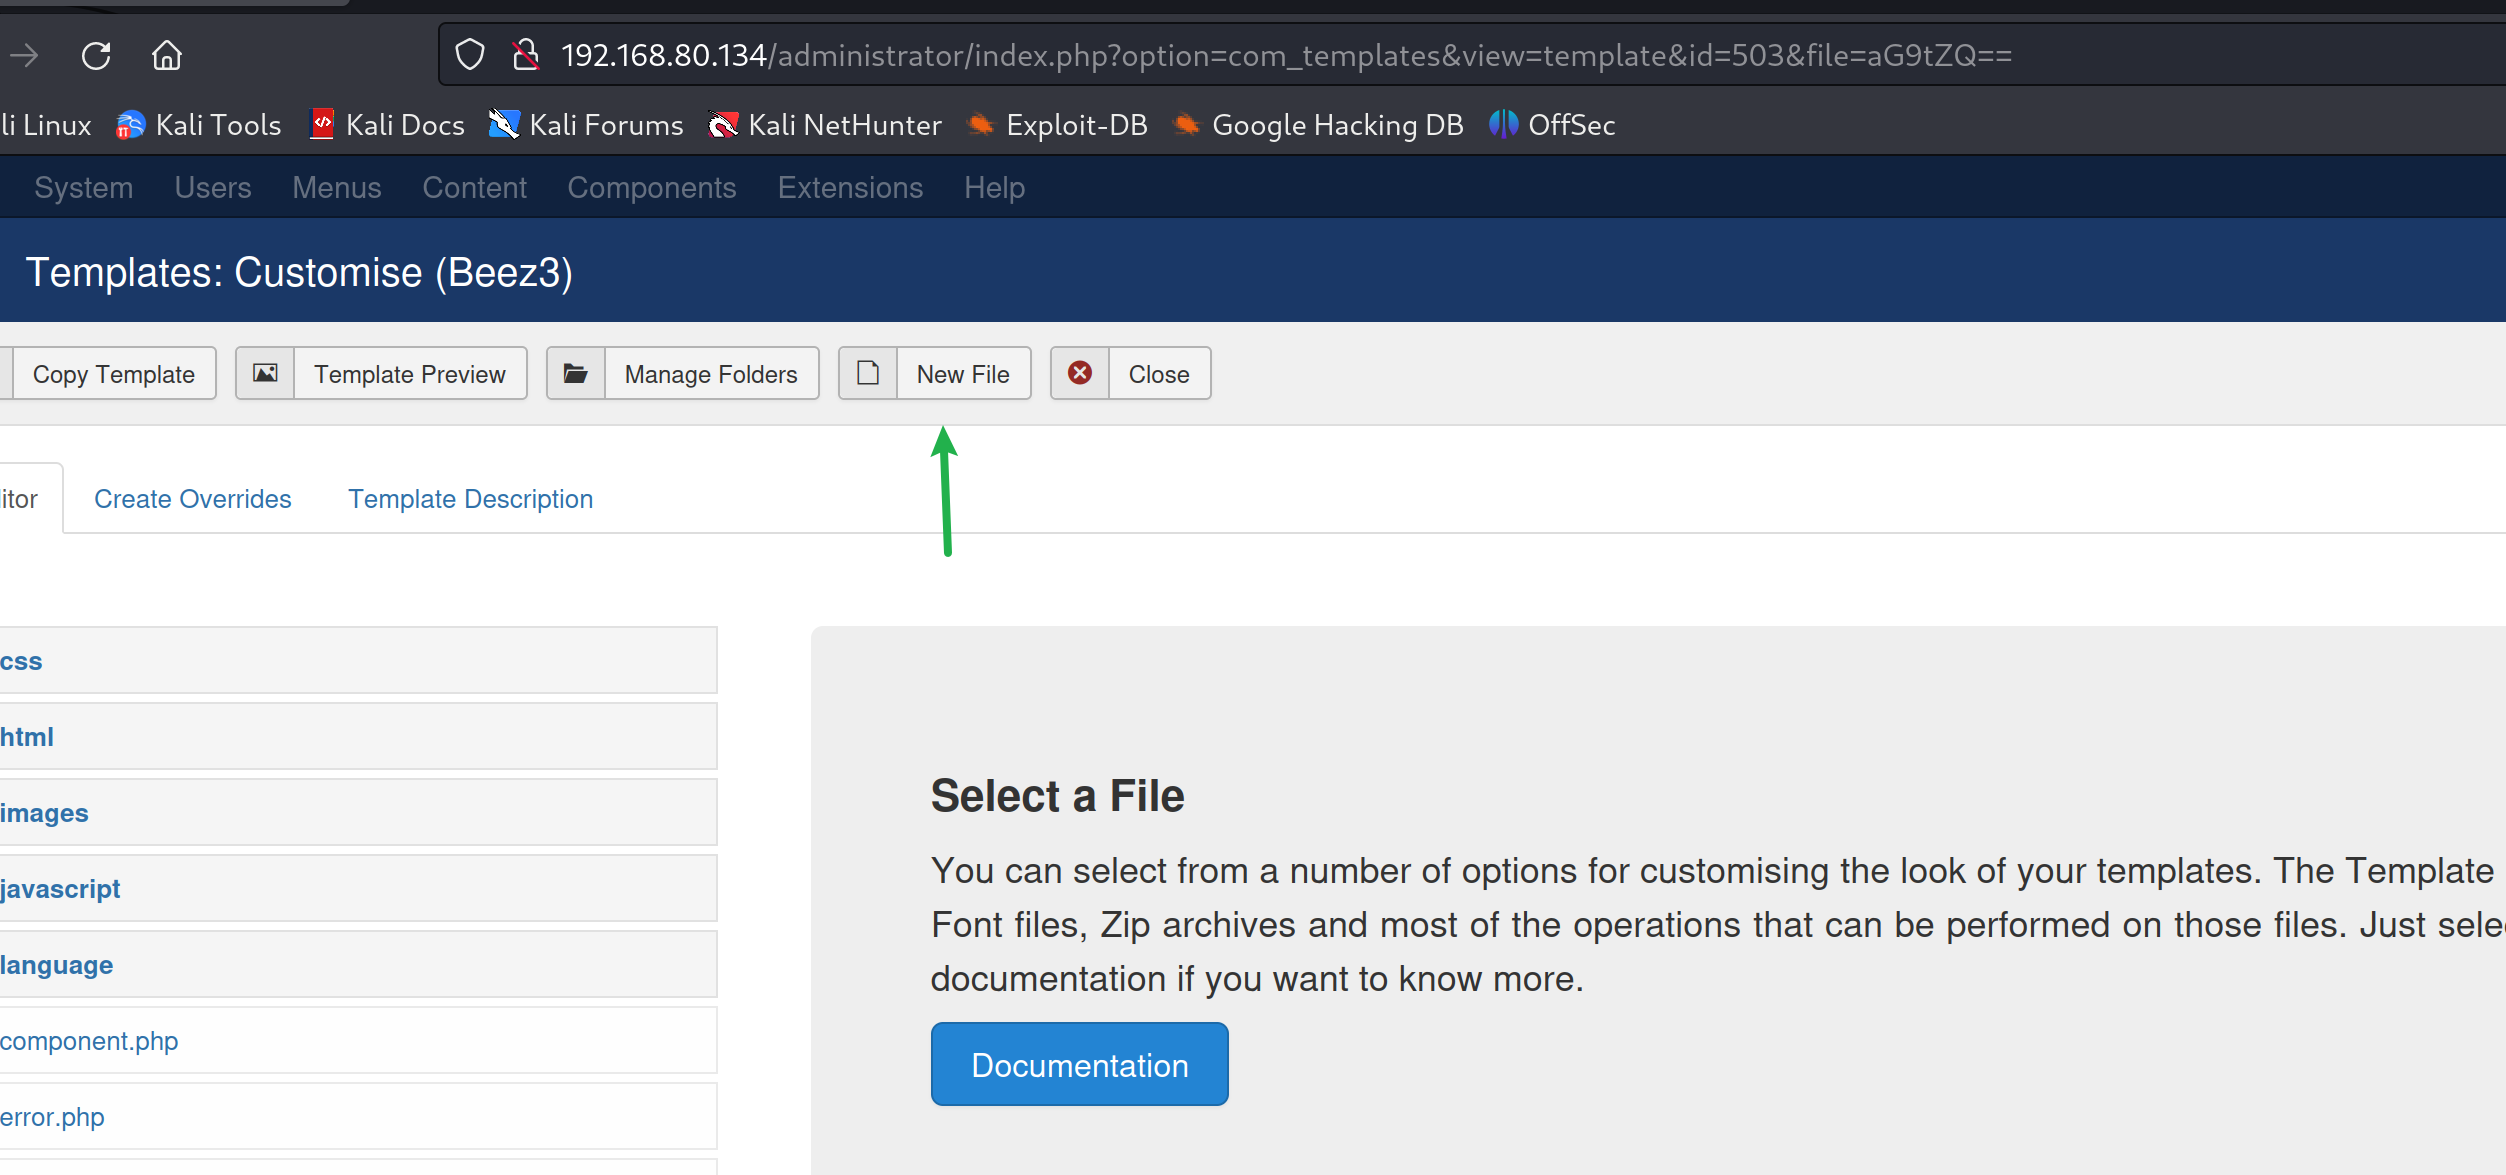 192.168.80.134/administrator/index.php?option=com_templates&view=template&id=503&file=aG9tZQ==
li Linux Kali Tools Kali Docs Kali Forums Kali NetHunter Exploit-DB Google Hacking DB OffSec
System Users Menus Content Components Extensions Help
Templates: Customise (Beez3)
Copy Template Template Preview Manage Folders New File Close
itor Create Overrides Template Description
css
html
images
javascript
language
component.php
error.php
Select a File
You can select from a number of options for customising the look of your templates. The Template
Font files, Zip archives and most of the operations that can be performed on those files. Just sele
documentation if you want to know more.
Documentation